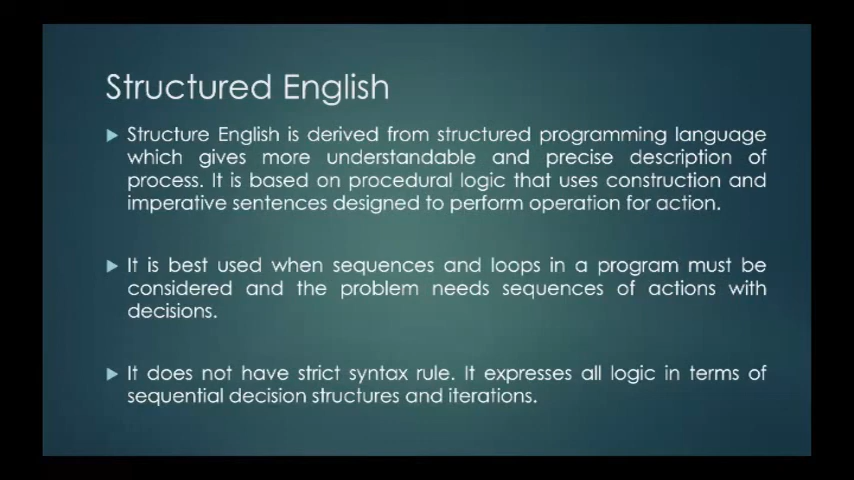 Structured English
Structure English is derived from structured programming language
which gives more understandable and precise description of
process. It is based on procedural logic that uses construction and
imperative sentences designed to perform operation for action.
It is best used when sequences and loops in a program must be
considered and the problem needs sequences of actions with
decisions.
It does not have strict syntax rule. It expresses all logic in terms of
sequential decision structures and iterations.